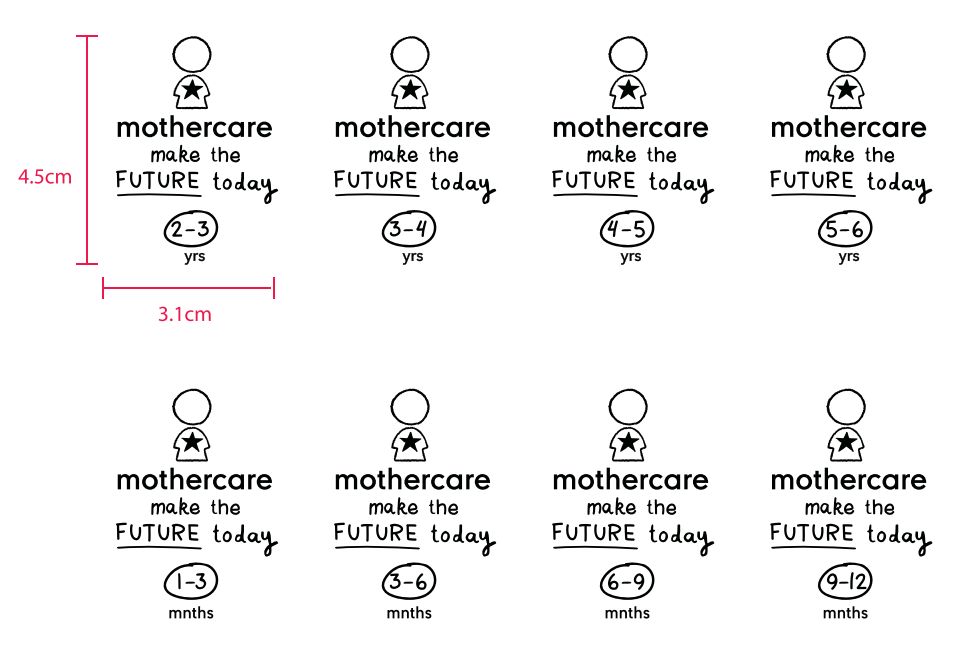 mothercare mothercare mothercare mothercare
make the make the make the make the
4.5cm FUTURE today FUTURE today FUTURE today FUTURE today
2-3 3-4 4-5 5-6
yrs yrs yrs yrs
3.1cm
mothercare mothercare mothercare mothercare
make the make the make the make the
FUTURE today FUTURE today FUTURE today FUTURE today
1-3 3-6 6-9 9-12
mnths mnths mnths mnths